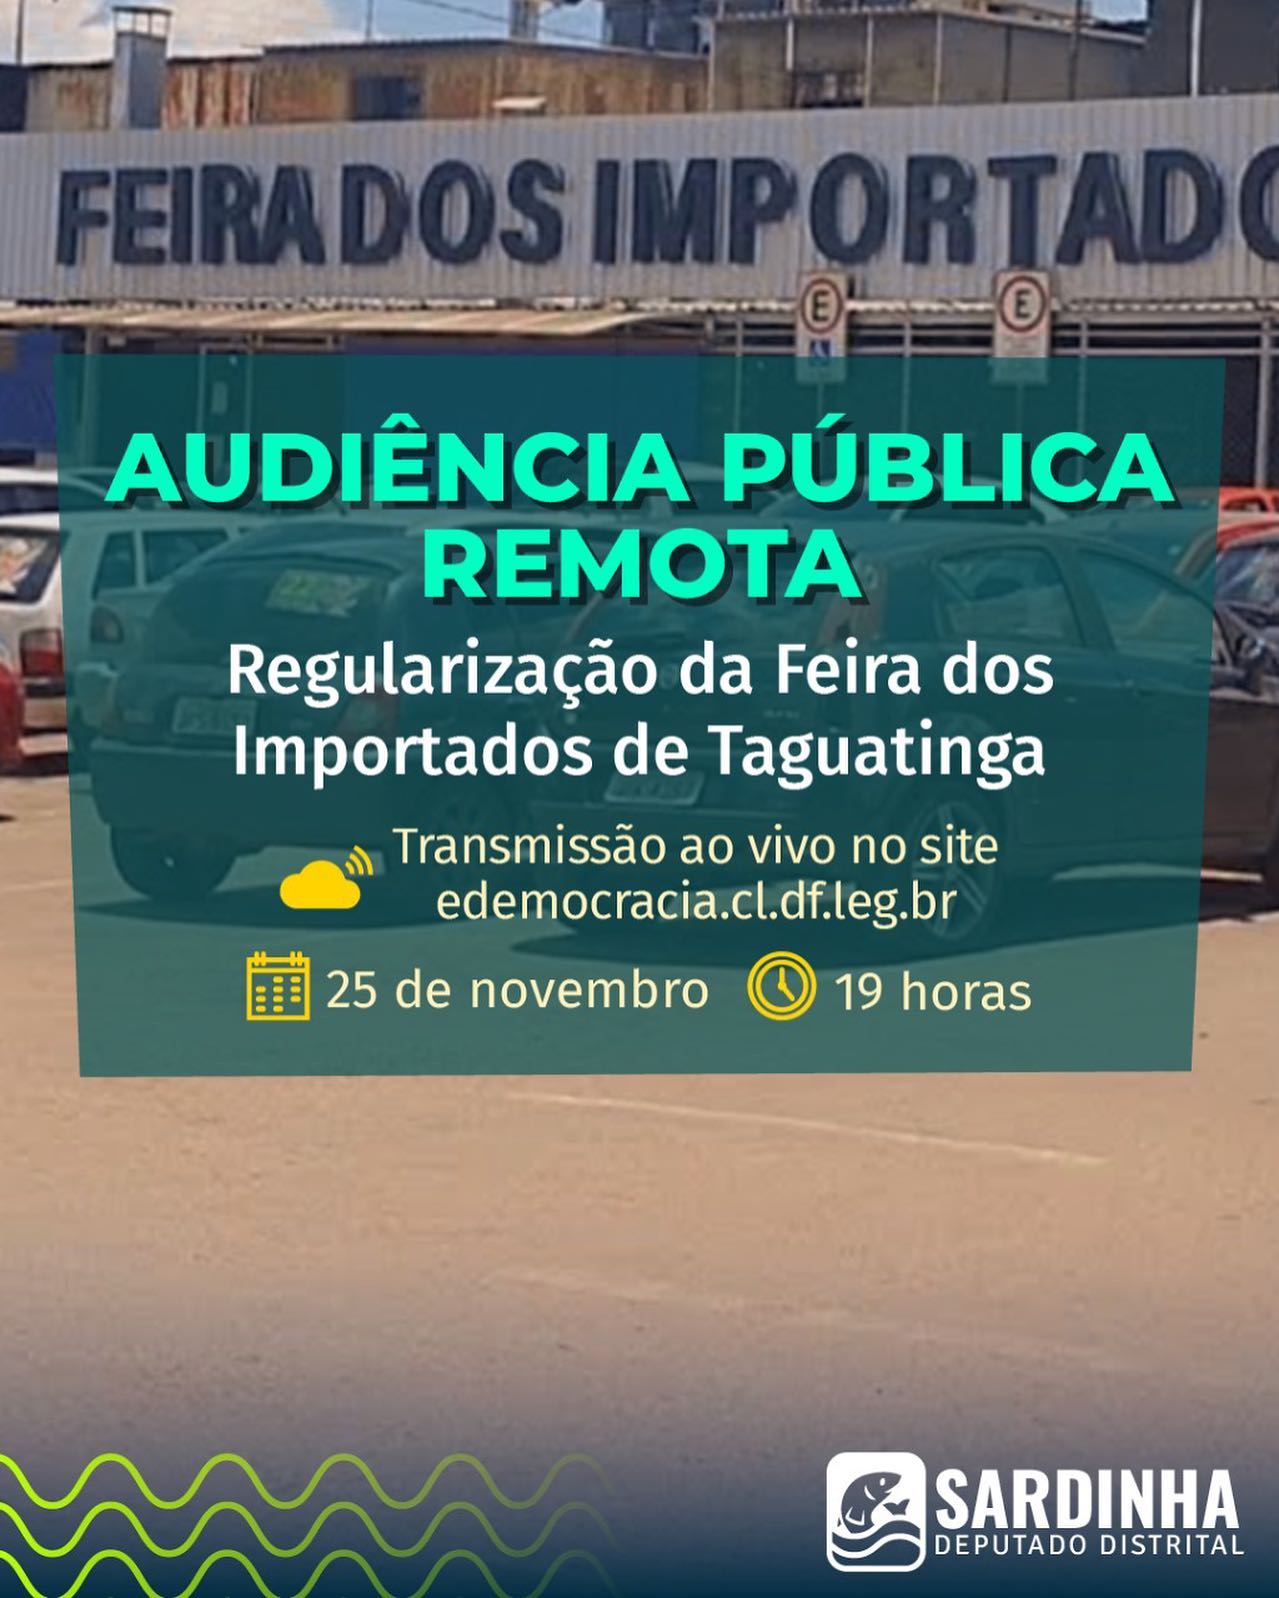 FEIRA DOS IMPORTADO
E
E
AUDIÊNCIA PÚBLICA
REMOTA
Regularização da Feira dos
Importados de Taguatinga
Transmissão ao vivo no site
edemocracia.cl.df.leg.br
25 de novembro
19 horas
SARDINHA
DEPUTADO DISTRITAL